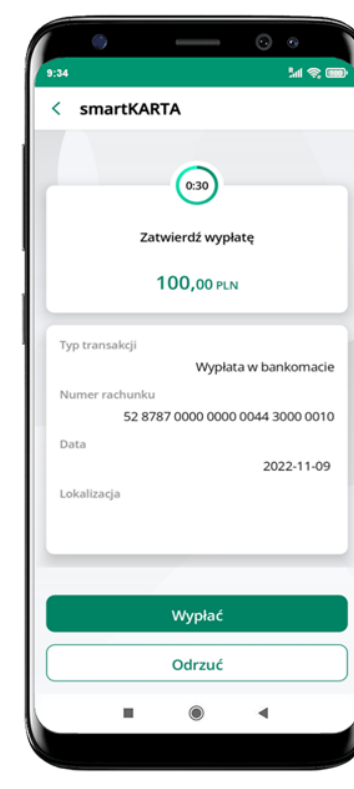 9:34
smartKARTA
0:30
Zatwierdź wypłatę
100,00 PLN
Typ transakcji
Wypłata w bankomacie
Numer rachunku
52 8787 0000 0000 0044 3000 0010
Data
2022-11-09
Lokalizacja
Wypłać
Odrzuć